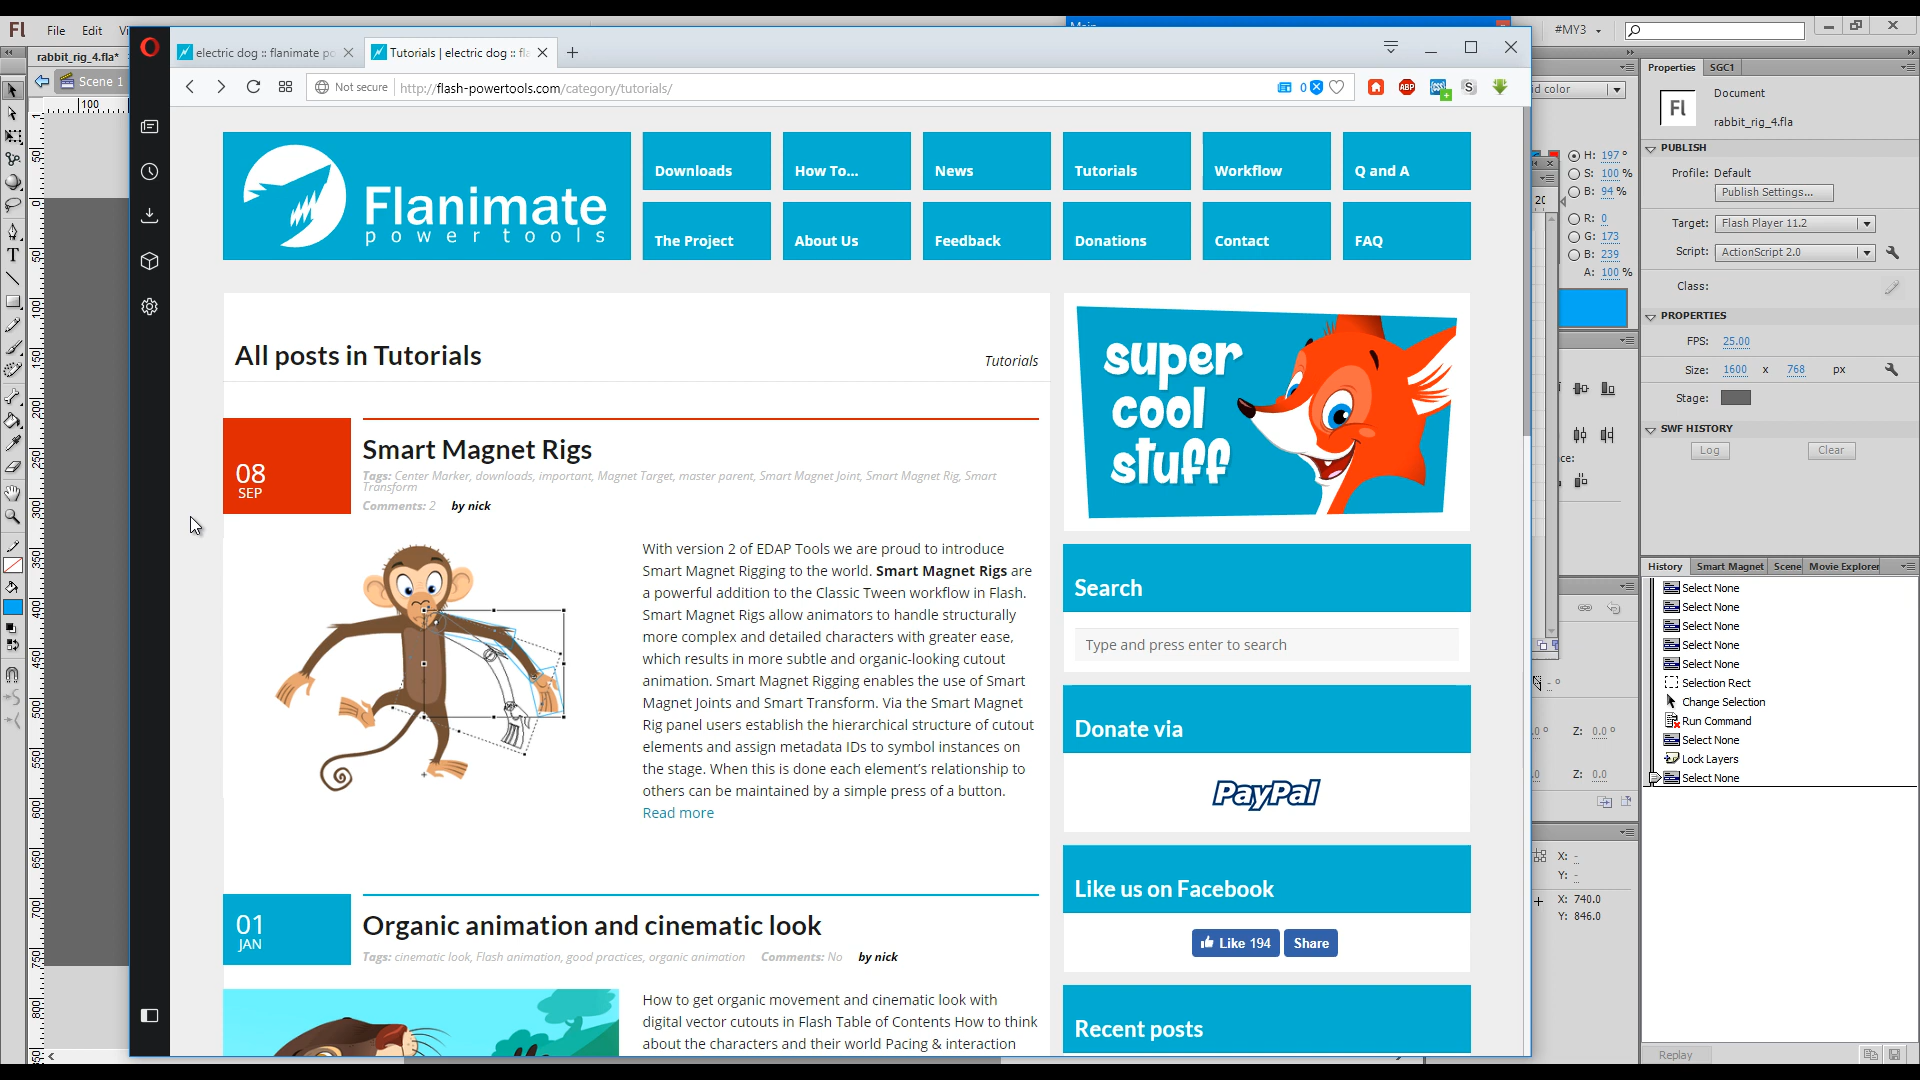 Fl
File
Edit
Vi
Main
#MY3
rabbit_rig_4.fla*
Scene 1
100
electric dog :: flanimate po
Tutorials | electric dog :: fla
Not secure
http://flash-powertools.com/category/tutorials/
0
ABP
S
Flanimate
power tools
Downloads
How To...
News
Tutorials
Workflow
Q and A
The Project
About Us
Feedback
Donations
Contact
FAQ
All posts in Tutorials
Tutorials
08
SEP
Smart Magnet Rigs
Tags: Center Marker, downloads, important, Magnet Target, master parent, Smart Magnet Joint, Smart Magnet Rig, Smart
Transform
Comments: 2 by nick
With version 2 of EDAP Tools we are proud to introduce
Smart Magnet Rigging to the world. Smart Magnet Rigs are
a powerful addition to the Classic Tween workflow in Flash.
Smart Magnet Rigs allow animators to handle structurally
more complex and detailed characters with greater ease,
which results in more subtle and organic-looking cutout
animation. Smart Magnet Rigging enables the use of Smart
Magnet Joints and Smart Transform. Via the Smart Magnet
Rig panel users establish the hierarchical structure of cutout
elements and assign metadata IDs to symbol instances on
the stage. When this is done each element's relationship to
others can be maintained by a simple press of a button.
Read more
01
JAN
Organic animation and cinematic look
Tags: cinematic look, Flash animation, good practices, organic animation Comments: No by nick
How to get organic movement and cinematic look with
digital vector cutouts in Flash Table of Contents How to think
about the characters and their world Pacing & interaction
super
cool
stuff
Search
Type and press enter to search
Donate via
PayPal
Like us on Facebook
Like 194
Share
Recent posts
id color
H: 197 °
S: 100 %
B: 94 %
R: 0
G: 173
B: 239
A: 100 %
Z: 0.0 °
Z: 0.0
X: -
Y: -
X: 740.0
Y: 846.0
Properties
SGC1
Document
Fl
rabbit_rig_4.fla
PUBLISH
Profile: Default
Publish Settings...
Target: Flash Player 11.2
Script: ActionScript 2.0
Class:
PROPERTIES
FPS: 25.00
Size: 1600 x 768 px
Stage:
SWF HISTORY
Log
Clear
History
Smart Magnet
Scene
Movie Explorer
Select None
Select None
Select None
Select None
Select None
Selection Rect
Change Selection
Run Command
Select None
Lock Layers
Select None
Replay